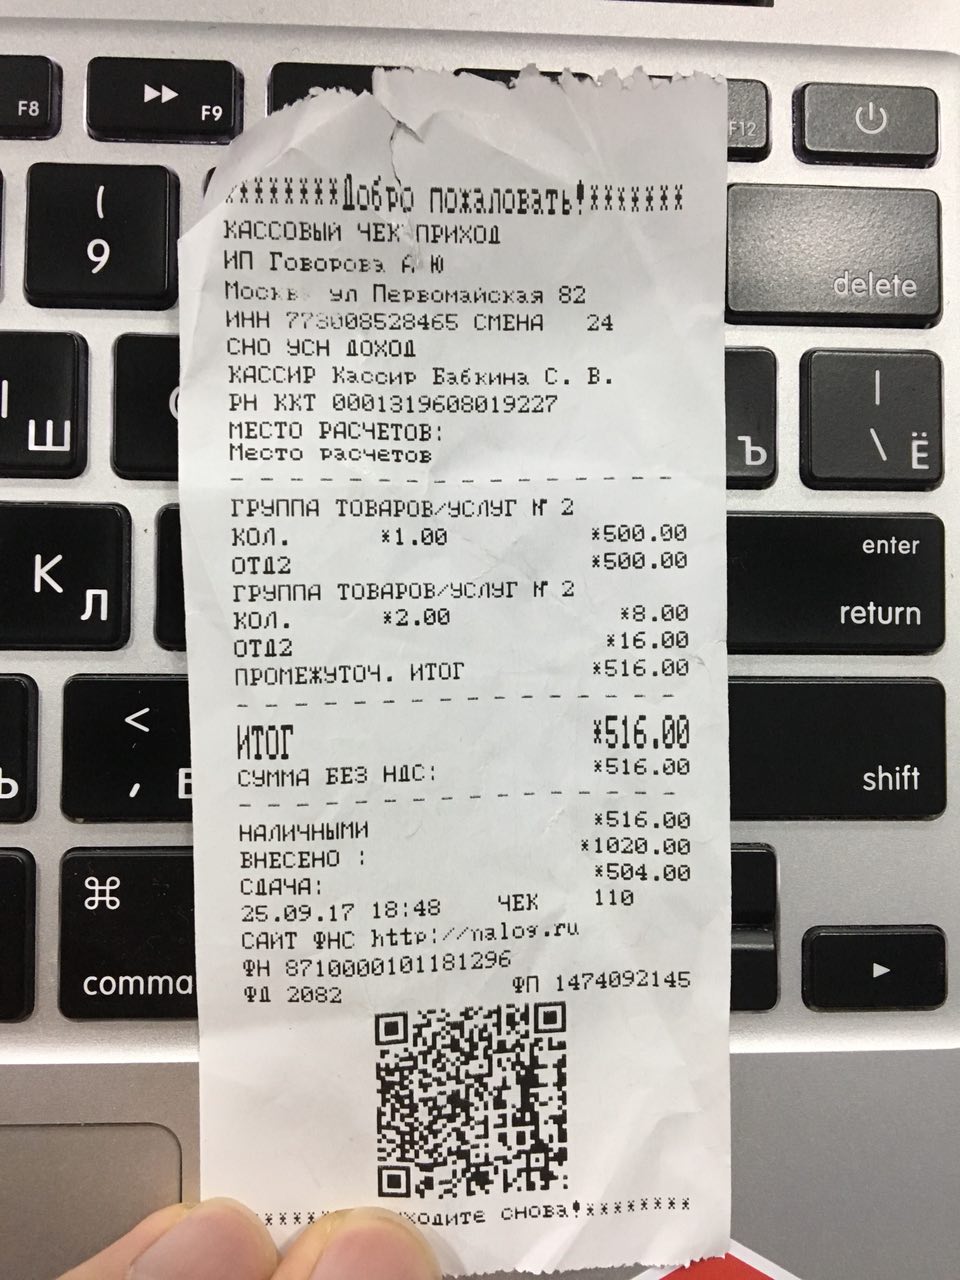 F8
F9
F12
(
9
delete
Ш
Ъ
|
\ Ё
K
Л
enter
return
<
,
shift
⌘
comma
********Добро пожаловать!*******
КАССОВЫЙ ЧЕК ПРИХОД
ИП Говорова А Ю
Москва ул Первомайская 82
ИНН 773008528465 СМЕНА 24
СНО УСН ДОХОД
КАССИР Кассир Бабкина С. В.
РН ККТ 0001319608019227
МЕСТО РАСЧЕТОВ:
Место расчетов
ГРУППА ТОВАРОВ/УСЛУГ № 2
КОЛ. *1.00 *500.00
ОТД2 *500.00
ГРУППА ТОВАРОВ/УСЛУГ № 2
КОЛ. *2.00 *8.00
ОТД2 *16.00
ПРОМЕЖУТОЧ. ИТОГ *516.00
ИТОГ *516.00
СУММА БЕЗ НДС: *516.00
НАЛИЧНЫМИ *516.00
ВНЕСЕНО : *1020.00
СДАЧА: *504.00
25.09.17 18:48 ЧЕК 110
САЙТ ФНС http://nalog.ru
ФН 8710000101181296
ФД 2082 ФП 1474092145
ходите снова!*******